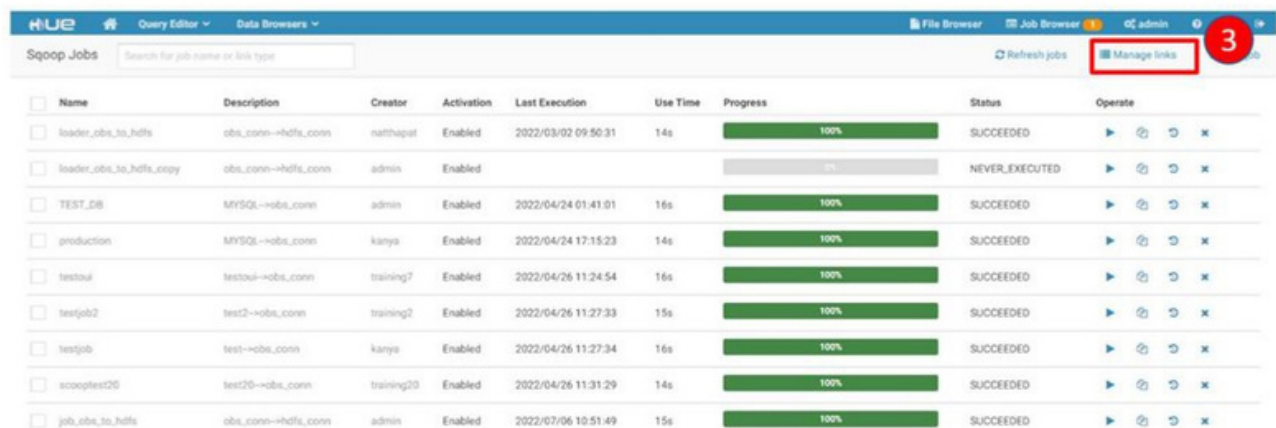 HUE Query Editor Data Browsers File Browser Job Browser 1 admin
3
Sqoop Jobs Search for job name or link type Refresh jobs Manage links job
Name Description Creator Activation Last Execution Use Time Progress Status Operate
loader_obs_to_hdfs obs_conn-->hdfs_conn natthapat Enabled 2022/03/02 09:50:31 14s 100% SUCCEEDED
loader_obs_to_hdfs_copy obs_conn-->hdfs_conn admin Enabled 0% NEVER_EXECUTED
TEST_DB MYSQL-->obs_conn admin Enabled 2022/04/24 01:41:01 16s 100% SUCCEEDED
production MYSQL-->obs_conn kanya Enabled 2022/04/24 17:15:23 14s 100% SUCCEEDED
testoui testoui-->obs_conn training7 Enabled 2022/04/26 11:24:54 16s 100% SUCCEEDED
testjob2 test2-->obs_conn training2 Enabled 2022/04/26 11:27:33 15s 100% SUCCEEDED
testjob test-->obs_conn kanya Enabled 2022/04/26 11:27:34 16s 100% SUCCEEDED
scooptest20 test20-->obs_conn training20 Enabled 2022/04/26 11:31:29 14s 100% SUCCEEDED
job_obs_to_hdfs obs_conn-->hdfs_conn admin Enabled 2022/07/06 10:51:49 15s 100% SUCCEEDED